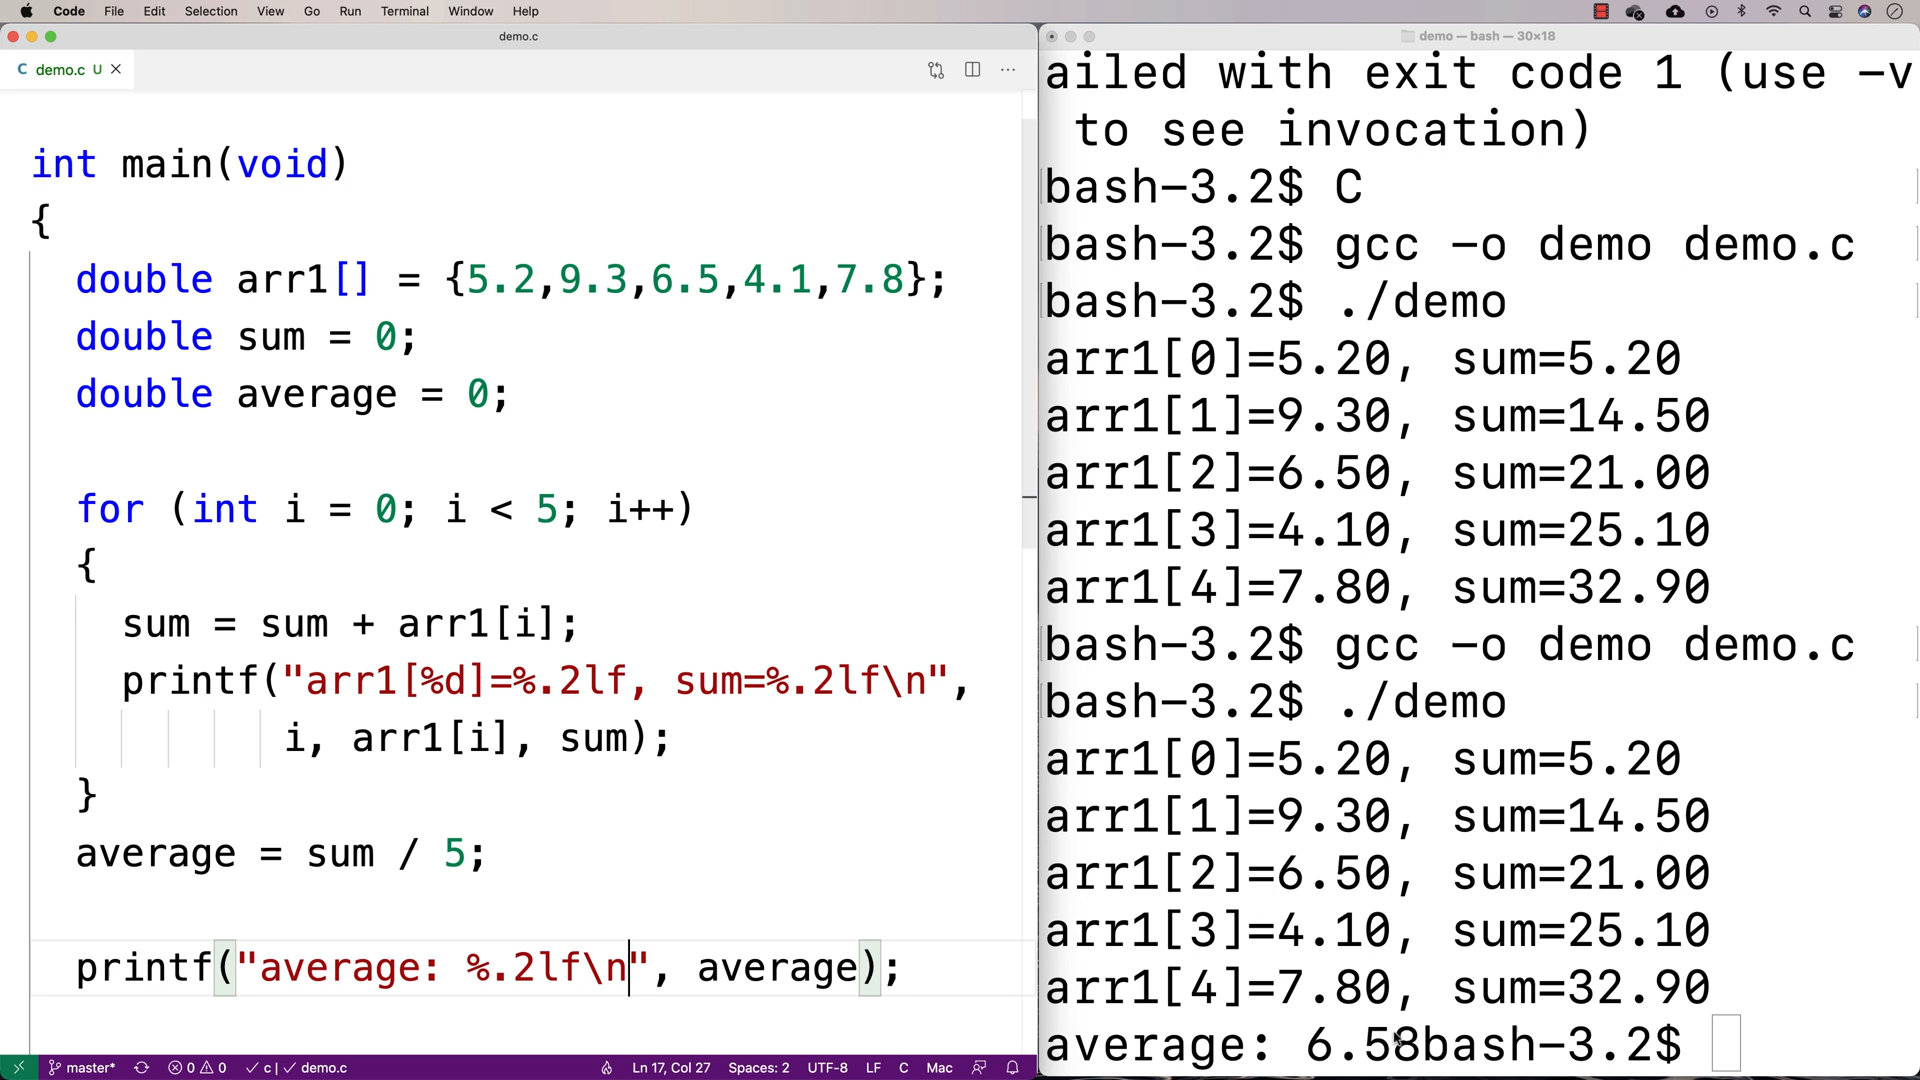 Code File Edit Selection View Go Run Terminal Window Help
demo.c
C demo.c U
int main(void)
{
double arr1[] = {5.2,9.3,6.5,4.1,7.8};
double sum = 0;
double average = 0;
for (int i = 0; i < 5; i++)
{
sum = sum + arr1[i];
printf("arr1[%d]=%.2lf, sum=%.2lf\n",
i, arr1[i], sum);
}
average = sum / 5;
printf("average: %.2lf\n", average);
master* 0 0 c | demo.c Ln 17, Col 27 Spaces: 2 UTF-8 LF C Mac
demo — bash — 30×18
ailed with exit code 1 (use -v
to see invocation)
bash-3.2$ C
bash-3.2$ gcc -o demo demo.c
bash-3.2$ ./demo
arr1[0]=5.20, sum=5.20
arr1[1]=9.30, sum=14.50
arr1[2]=6.50, sum=21.00
arr1[3]=4.10, sum=25.10
arr1[4]=7.80, sum=32.90
bash-3.2$ gcc -o demo demo.c
bash-3.2$ ./demo
arr1[0]=5.20, sum=5.20
arr1[1]=9.30, sum=14.50
arr1[2]=6.50, sum=21.00
arr1[3]=4.10, sum=25.10
arr1[4]=7.80, sum=32.90
average: 6.58bash-3.2$